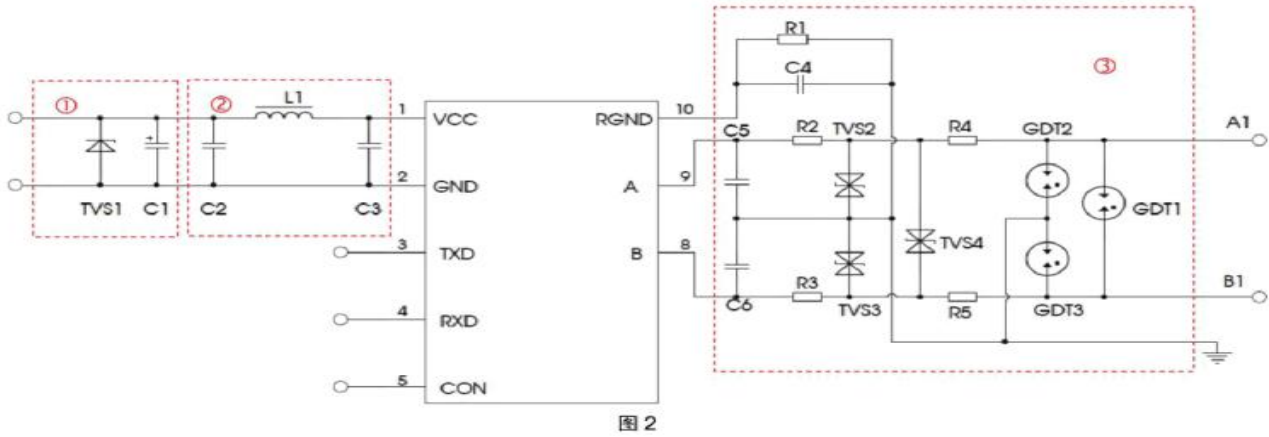 ③
R1
①
②
L1
C4
1
VCC
RGND
10
C5
R2
TVS2
R4
GDT2
A1
+
2
GND
A
9
TVS1
C1
C2
C3
GDT1
3
TXD
B
8
TVS4
R3
B1
C6
TVS3
R5
GDT3
4
RXD
5
CON
图 2